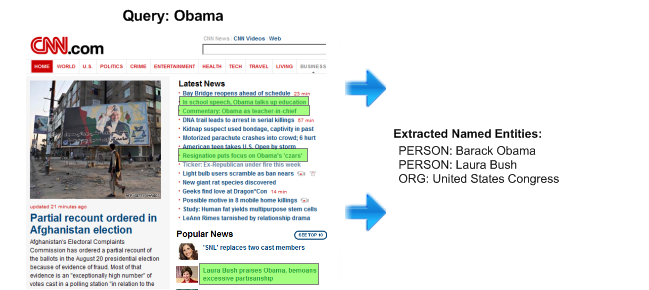 Query: Obama
CNN.com
CNN News CNN Videos Web
HOME WORLD U.S. POLITICS CRIME ENTERTAINMENT HEALTH TECH TRAVEL LIVING BUSINESS
Latest News
Bay Bridge reopens ahead of schedule 23 min
In school speech, Obama talks up education
Commentary: Obama as teacher-in-chief
DNA trail leads to arrest in serial killings 67 min
Kidnap suspect used bondage, captivity in past
Motorized parachute crashes into crowd; 6 hurt
American teen takes U.S. Open by storm
Resignation puts focus on Obama's 'czars'
Ticker: Ex-Republican under fire this week
Light bulb users scramble as ban nears
New giant rat species discovered
Geeks find love at Dragon*Con 14 min
Possible motive in 8 mobile home killings
Study: Human fat yields multipurpose stem cells
LeAnn Rimes tarnished by relationship drama
updated 21 minutes ago
Partial recount ordered in
Afghanistan election
Afghanistan's Electoral Complaints
Commission has ordered a partial recount of
the ballots in the August 20 presidential election
because of evidence of fraud. Most of that
evidence is an "exceptionally high number" of
votes cast in a polling station "in relation to the
Popular News
SEE TOP 10
'SNL' replaces two cast members
Laura Bush praises Obama, bemoans
excessive partisanship
Extracted Named Entities:
PERSON: Barack Obama
PERSON: Laura Bush
ORG: United States Congress